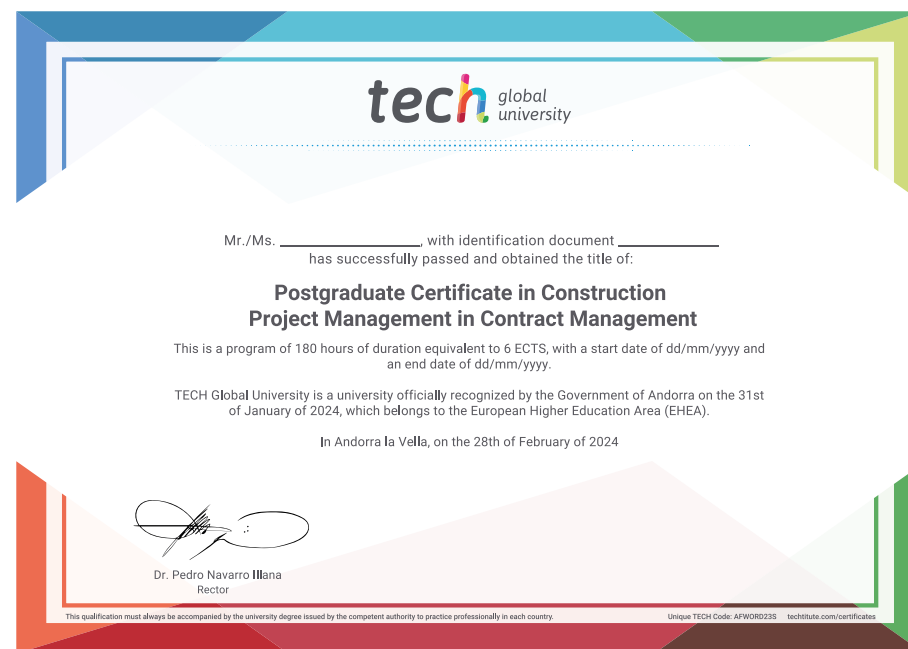 tech global university
Mr./Ms. ____________________, with identification document ______________
has successfully passed and obtained the title of:
Postgraduate Certificate in Construction
Project Management in Contract Management
This is a program of 180 hours of duration equivalent to 6 ECTS, with a start date of dd/mm/yyyy and
an end date of dd/mm/yyyy.
TECH Global University is a university officially recognized by the Government of Andorra on the 31st
of January of 2024, which belongs to the European Higher Education Area (EHEA).
In Andorra la Vella, on the 28th of February of 2024
Dr. Pedro Navarro Illana
Rector
This qualification must always be accompanied by the university degree issued by the competent authority to practice professionally in each country.
Unique TECH Code: AFWORD23S techtitute.com/certificates